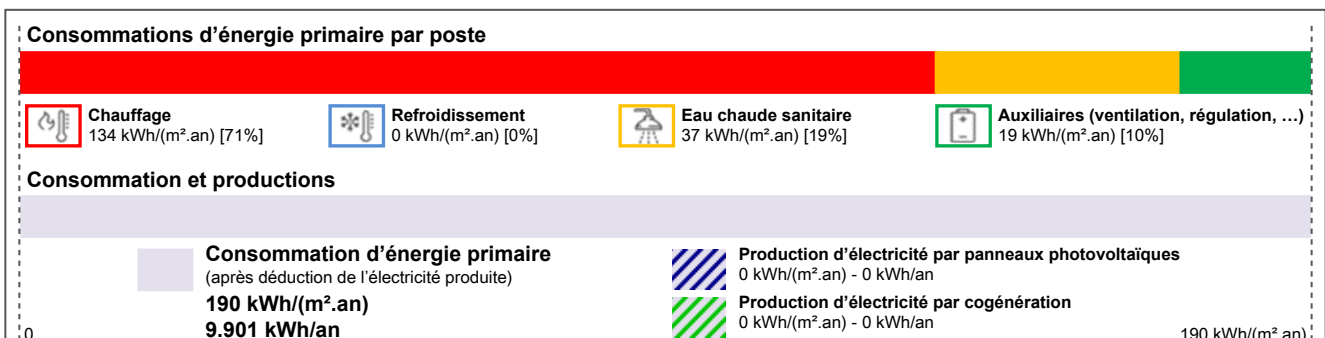 Consommations d'énergie primaire par poste
Chauffage
134 kWh/(m².an) [71%]
Refroidissement
0 kWh/(m².an) [0%]
Eau chaude sanitaire
37 kWh/(m².an) [19%]
Auxiliaires (ventilation, régulation, …)
19 kWh/(m².an) [10%]
Consommation et productions
Consommation d'énergie primaire
(après déduction de l'électricité produite)
190 kWh/(m².an)
9.901 kWh/an
Production d'électricité par panneaux photovoltaïques
0 kWh/(m².an) - 0 kWh/an
Production d'électricité par cogénération
0 kWh/(m².an) - 0 kWh/an
0
190 kWh/(m².an)